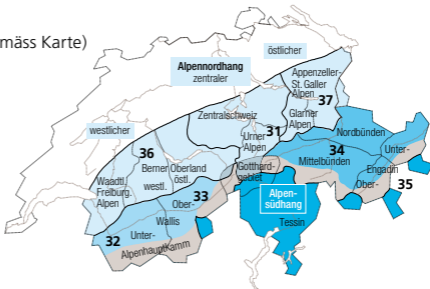 mäss Karte)
östlicher
Alpennordhang
zentraler
Appenzeller-
St. Galler
Alpen
37
Zentralschweiz
Glarner
Alpen
westlicher
31
Urner
Alpen
Nordbünden
36
34
Mittelbünden
Unter-
Berner Oberland
östl.
westl.
Gotthard-
gebiet
Engadin
Ober-
35
Waadtl.
Freiburg.
Alpen
33
Ober-
Wallis
Alpen-
südhang
32
Unter-
Tessin
Alpenhauptkamm